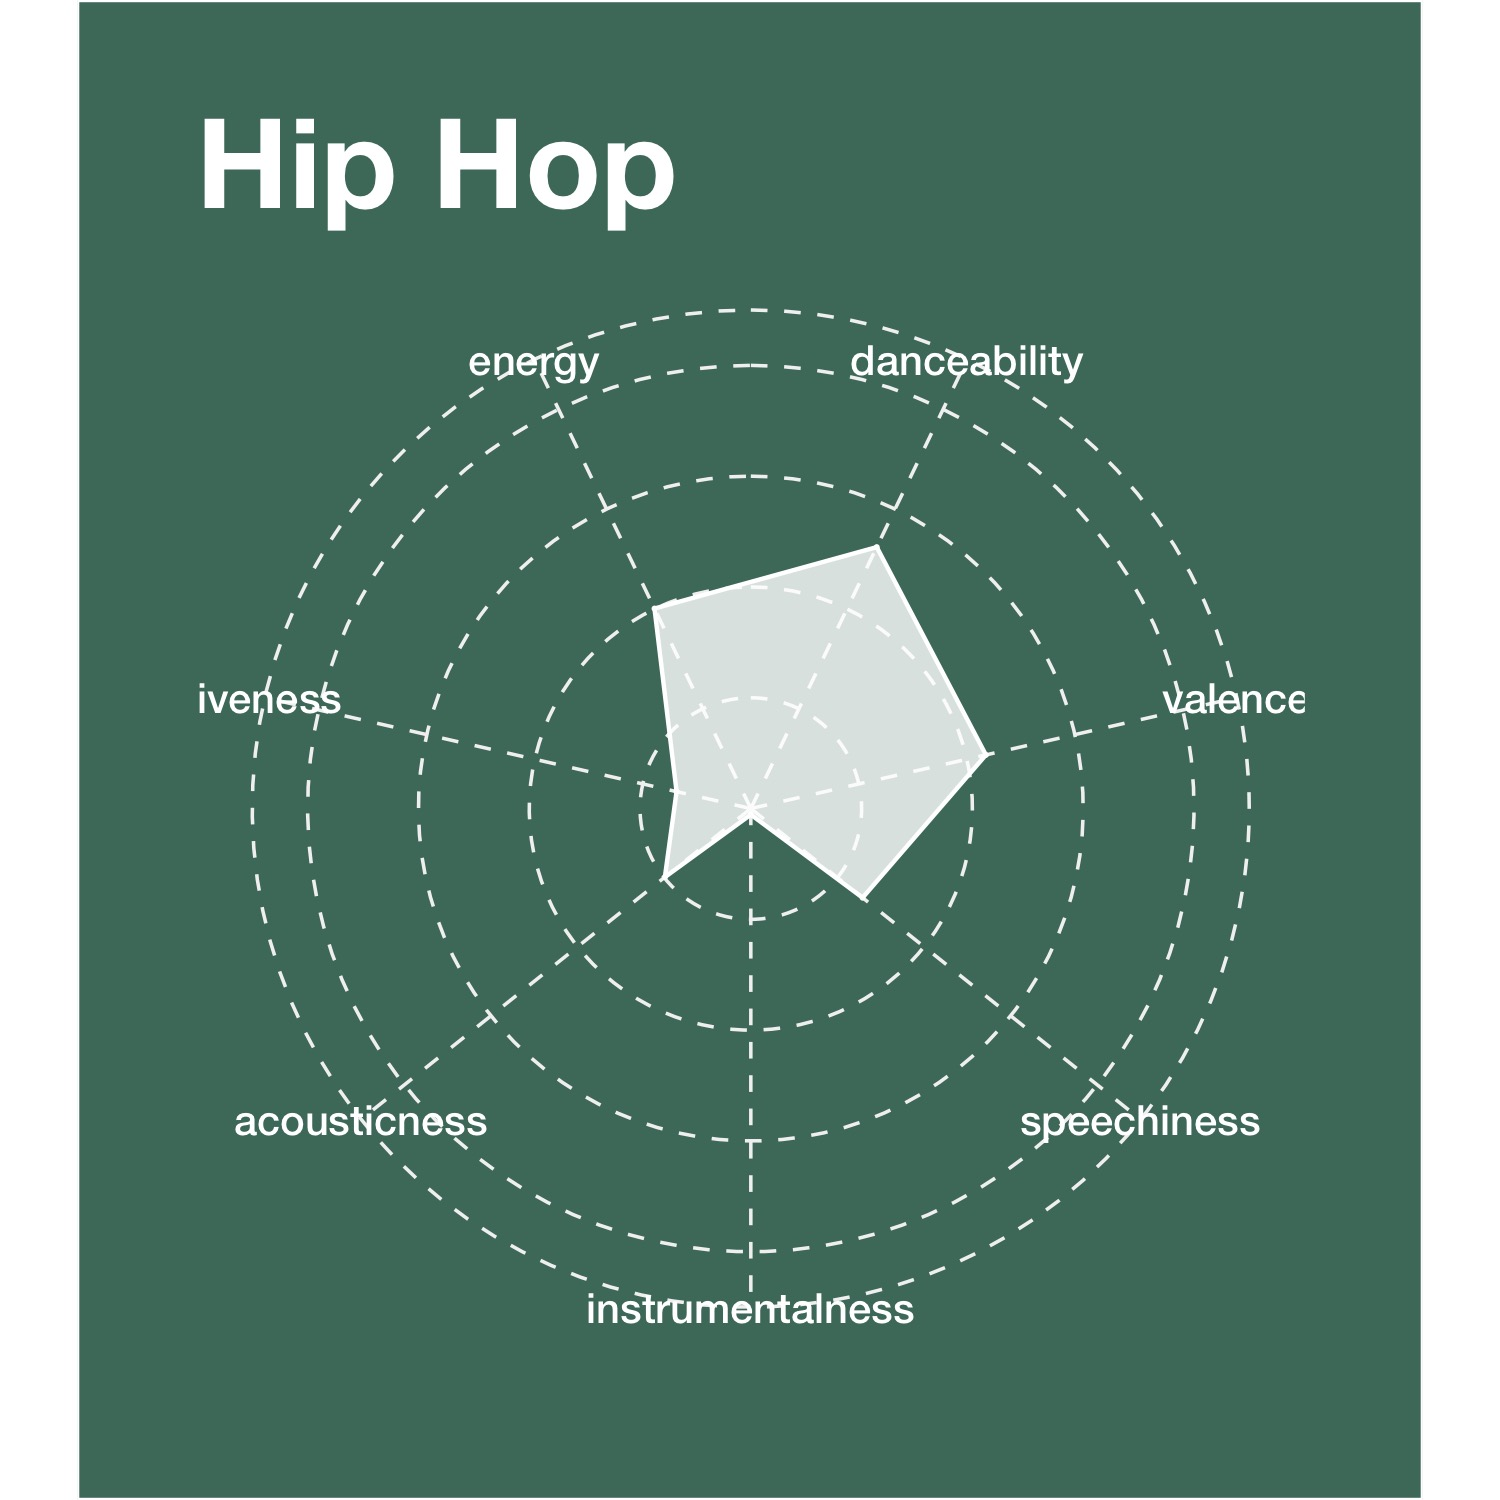 Hip Hop
energy
danceability
iveness
valence
acousticness
speechiness
instrumentalness